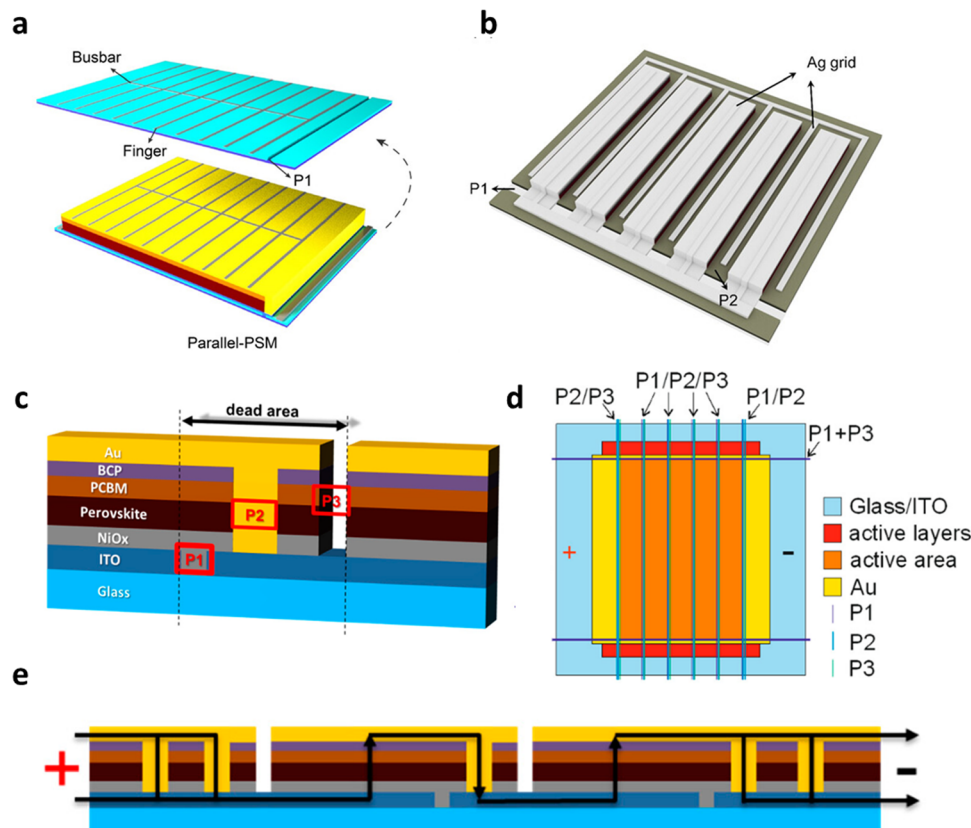 a
Busbar
Finger
P1
Parallel-PSM
b
Ag grid
P1
P2
c
dead area
Au
BCP
PCBM
Perovskite
NiOx
ITO
Glass
P1
P2
P3
d
P1/P2/P3
P2/P3
P1/P2
P1+P3
+
-
Glass/ITO
active layers
active area
Au
P1
P2
P3
e
+
-